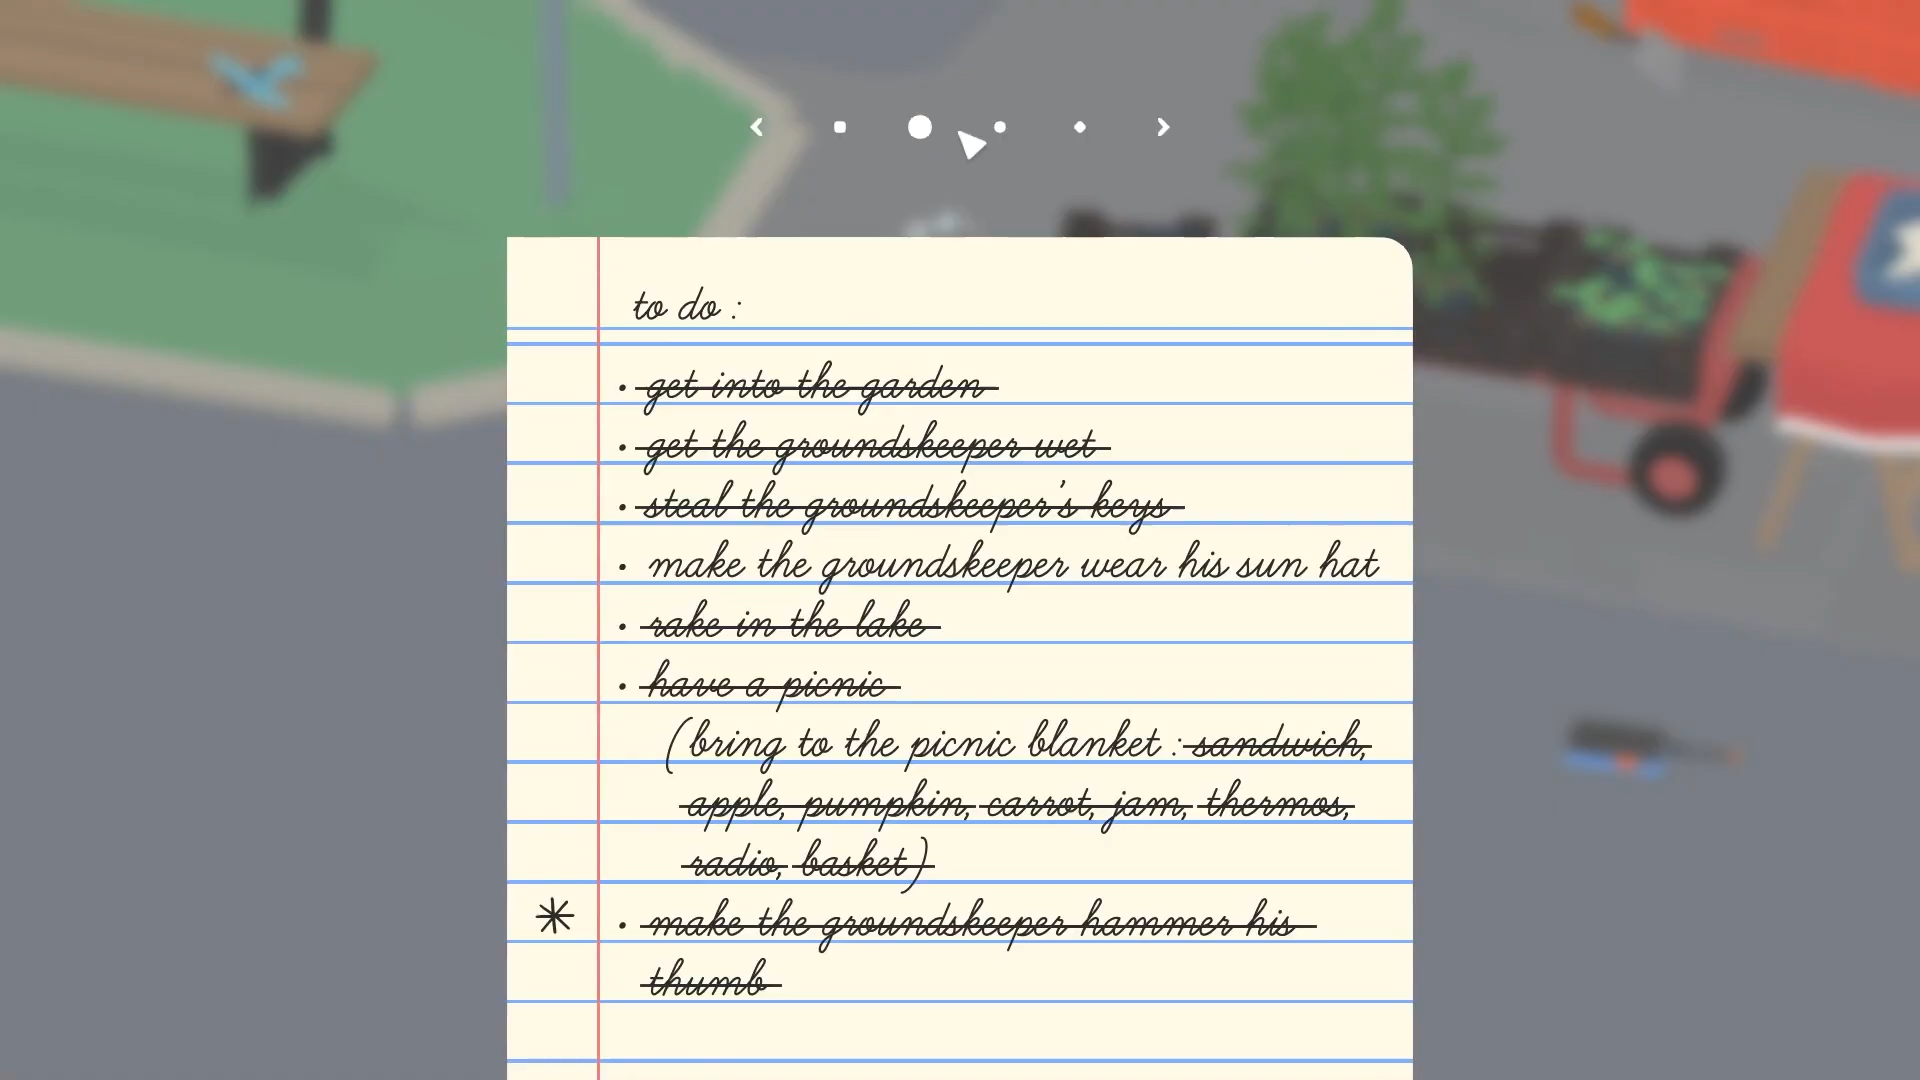 to do :
• get into the garden
• get the groundskeeper wet
• steal the groundskeeper's keys
• make the groundskeeper wear his sun hat
• rake in the lake
• have a picnic
(bring to the picnic blanket : sandwich,
apple, pumpkin, carrot, jam, thermos,
radio, basket)
* • make the groundskeeper hammer his
thumb